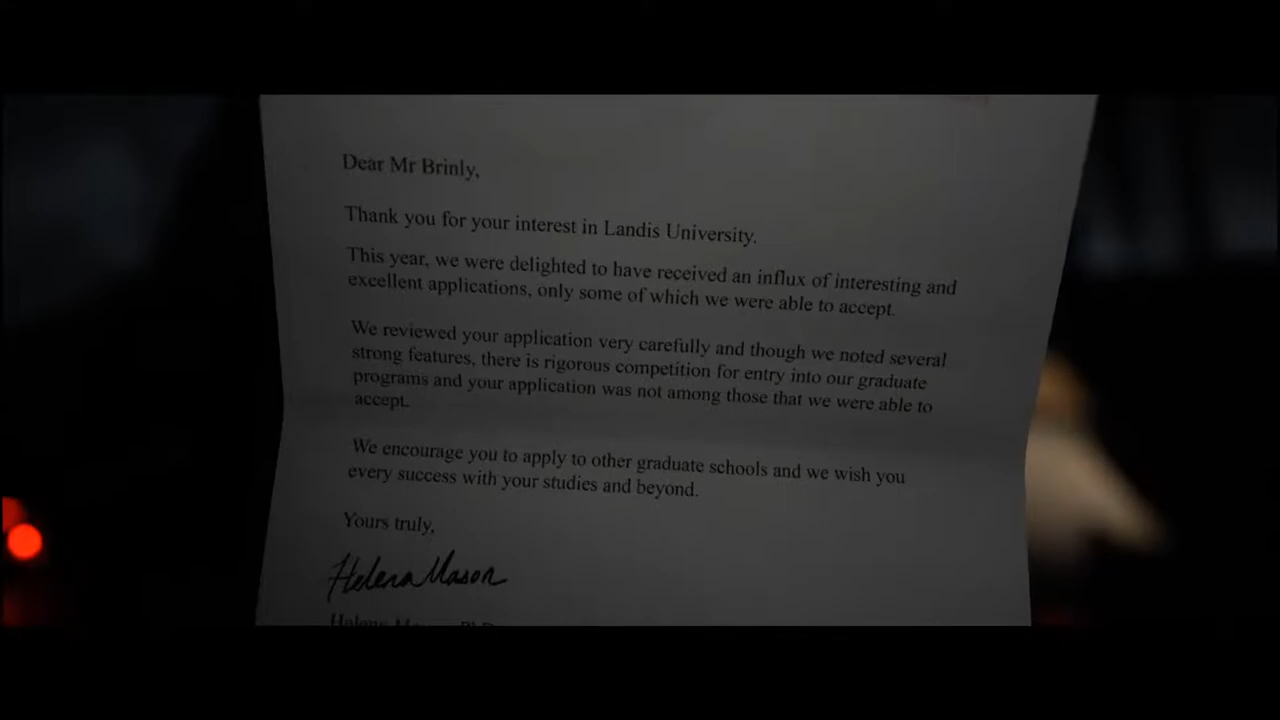 Dear Mr Brinly,
Thank you for your interest in Landis University.
This year, we were delighted to have received an influx of interesting and
excellent applications, only some of which we were able to accept.
We reviewed your application very carefully and though we noted several
strong features, there is rigorous competition for entry into our graduate
programs and your application was not among those that we were able to
accept.
We encourage you to apply to other graduate schools and we wish you
every success with your studies and beyond.
Yours truly,
Helena Mason